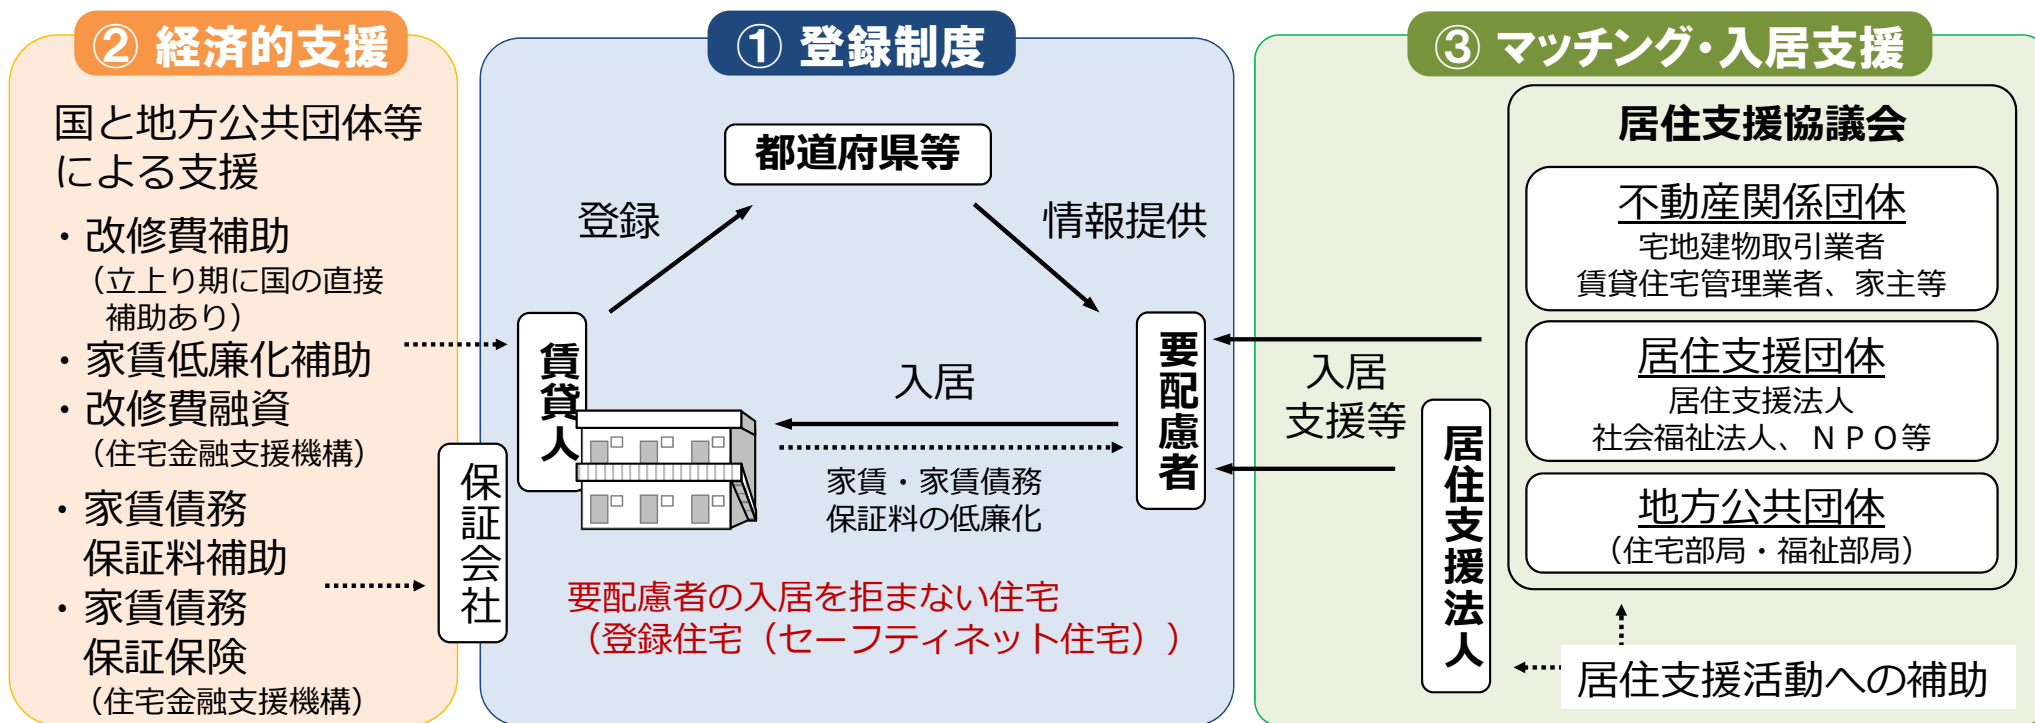 ② 経済的支援
国と地方公共団体等
による支援
・改修費補助
（立上り期に国の直接
補助あり）
・家賃低廉化補助
・改修費融資
（住宅金融支援機構）
・家賃債務
保証料補助
・家賃債務
保証保険
（住宅金融支援機構）
保証会社
① 登録制度
都道府県等
登録
情報提供
賃貸人
要配慮者
入居
家賃・家賃債務
保証料の低廉化
要配慮者の入居を拒まない住宅
（登録住宅（セーフティネット住宅））
③ マッチング・入居支援
入居
支援等
居住支援法人
居住支援協議会
不動産関係団体
宅地建物取引業者
賃貸住宅管理業者、家主等
居住支援団体
居住支援法人
社会福祉法人、ＮＰＯ等
地方公共団体
（住宅部局・福祉部局）
居住支援活動への補助